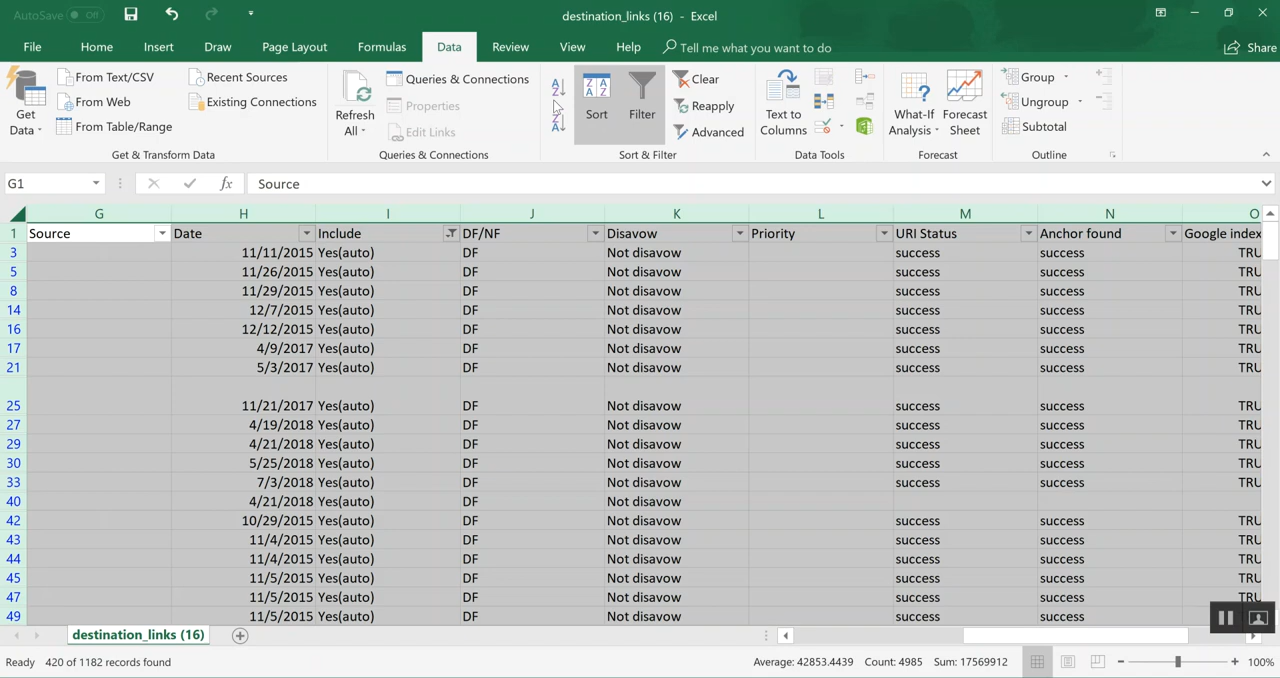 AutoSave Off destination_links (16) - Excel
File Home Insert Draw Page Layout Formulas Data Review View Help Tell me what you want to do Share
Get Data
From Text/CSV
From Web
From Table/Range
Recent Sources
Existing Connections
Get & Transform Data
Refresh All
Queries & Connections
Properties
Edit Links
Queries & Connections
Sort
Filter
Clear
Reapply
Advanced
Sort & Filter
Text to Columns
Data Tools
What-If Analysis
Forecast Sheet
Forecast
Group
Ungroup
Subtotal
Outline
G1 fx Source
G H I J K L M N O
1 Source Date Include DF/NF Disavow Priority URI Status Anchor found Google index
3 11/11/2015 Yes(auto) DF Not disavow success success TRU
5 11/26/2015 Yes(auto) DF Not disavow success success TRU
8 11/29/2015 Yes(auto) DF Not disavow success success TRU
14 12/7/2015 Yes(auto) DF Not disavow success success TRU
16 12/12/2015 Yes(auto) DF Not disavow success success TRU
17 4/9/2017 Yes(auto) DF Not disavow success success TRU
21 5/3/2017 Yes(auto) DF Not disavow success success TRU
25 11/21/2017 Yes(auto) DF Not disavow success success TRU
27 4/19/2018 Yes(auto) DF Not disavow success success TRU
29 4/21/2018 Yes(auto) DF Not disavow success success TRU
30 5/25/2018 Yes(auto) DF Not disavow success success TRU
33 7/3/2018 Yes(auto) DF Not disavow success success TRU
40 4/21/2018 Yes(auto) DF Not disavow
42 10/29/2015 Yes(auto) DF Not disavow success success TRU
43 11/4/2015 Yes(auto) DF Not disavow success success TRU
44 11/4/2015 Yes(auto) DF Not disavow success success TRU
45 11/5/2015 Yes(auto) DF Not disavow success success TRU
47 11/5/2015 Yes(auto) DF Not disavow success success TRU
49 11/5/2015 Yes(auto) DF Not disavow success success TRU
destination_links (16)
Ready 420 of 1182 records found Average: 42853.4439 Count: 4985 Sum: 17569912 100%